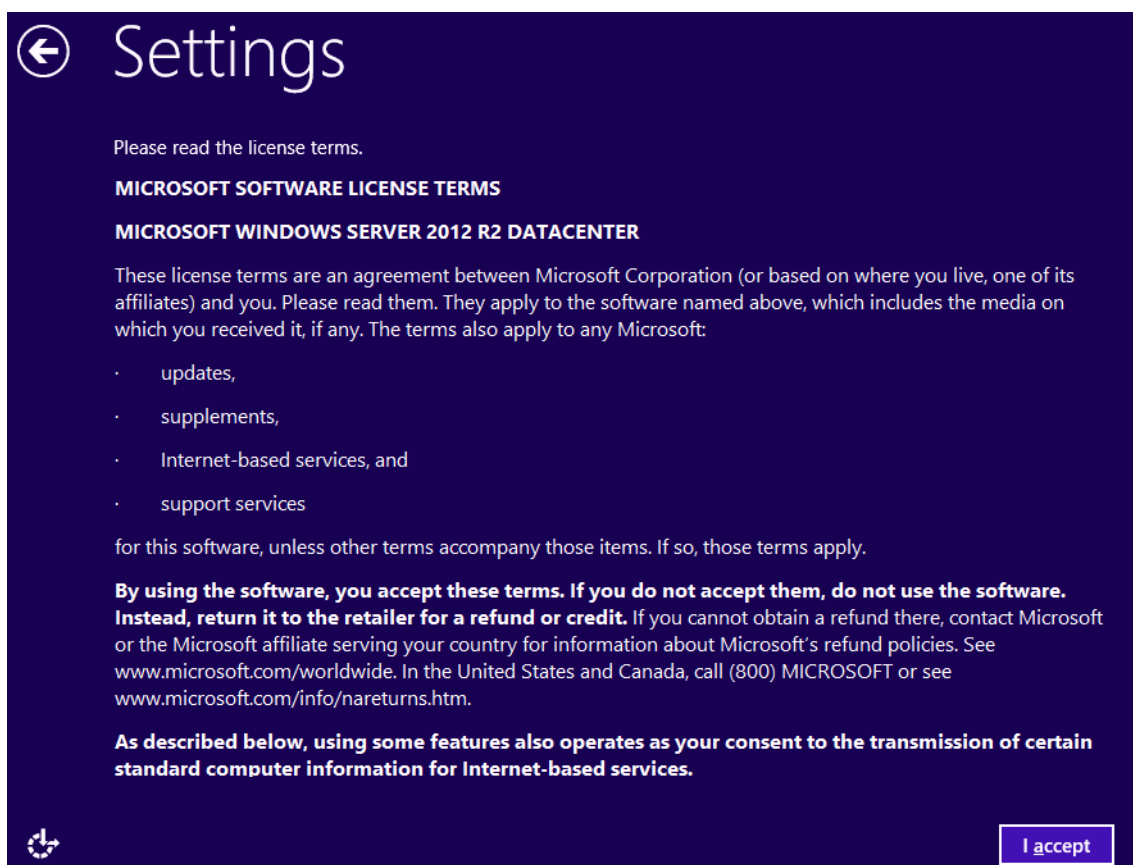 Settings
Please read the license terms.
MICROSOFT SOFTWARE LICENSE TERMS
MICROSOFT WINDOWS SERVER 2012 R2 DATACENTER
These license terms are an agreement between Microsoft Corporation (or based on where you live, one of its
affiliates) and you. Please read them. They apply to the software named above, which includes the media on
which you received it, if any. The terms also apply to any Microsoft:
· updates,
· supplements,
· Internet-based services, and
· support services
for this software, unless other terms accompany those items. If so, those terms apply.
By using the software, you accept these terms. If you do not accept them, do not use the software.
Instead, return it to the retailer for a refund or credit. If you cannot obtain a refund there, contact Microsoft
or the Microsoft affiliate serving your country for information about Microsoft's refund policies. See
www.microsoft.com/worldwide. In the United States and Canada, call (800) MICROSOFT or see
www.microsoft.com/info/nareturns.htm.
As described below, using some features also operates as your consent to the transmission of certain
standard computer information for Internet-based services.
I accept